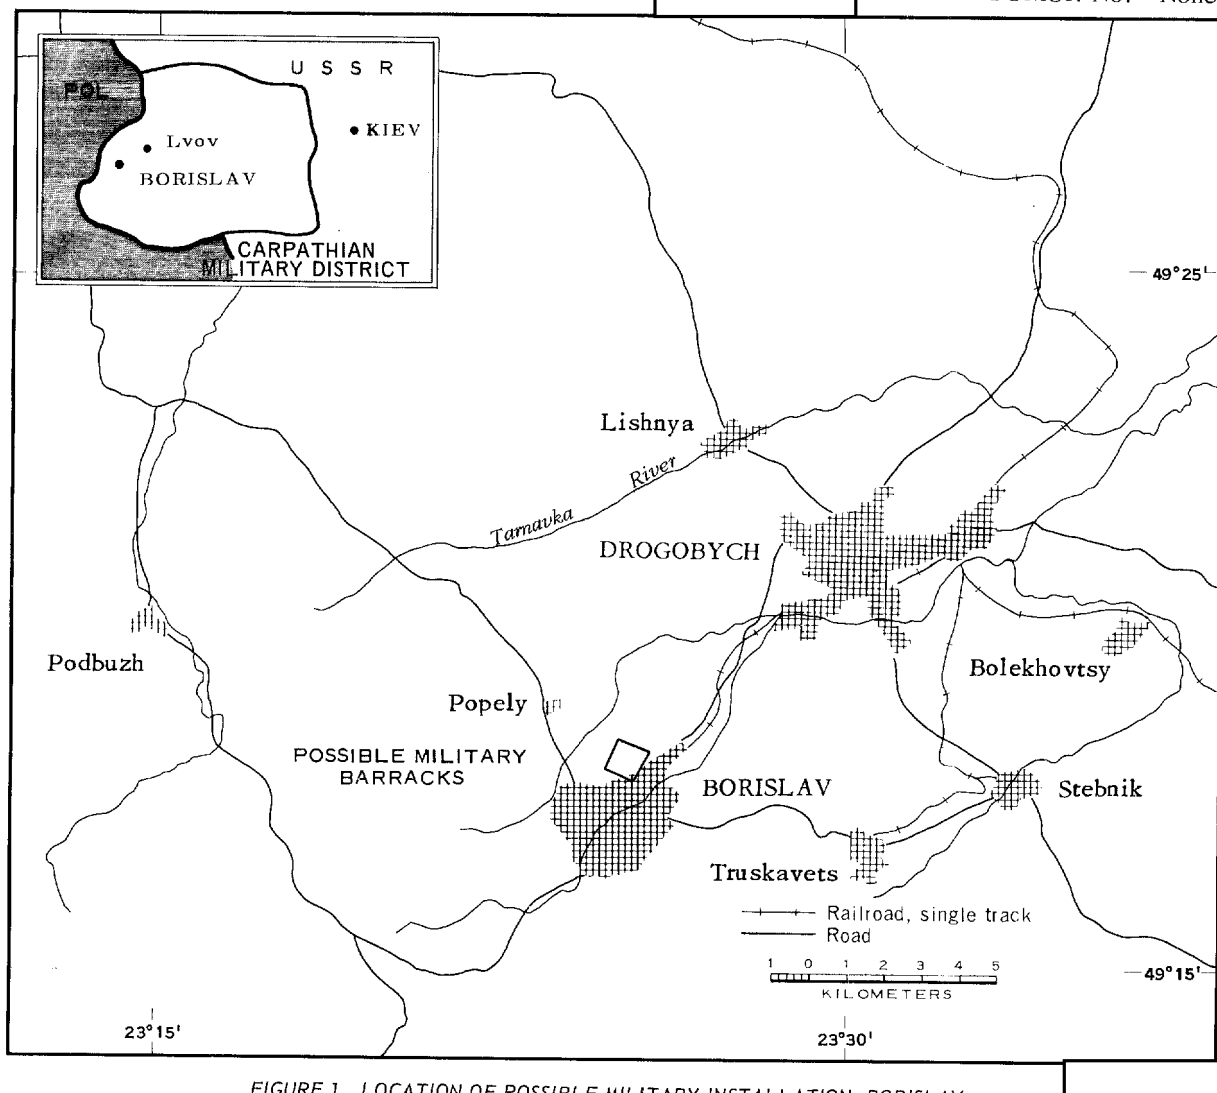 None
U S S R
POL
KIEV
Lvov
BORISLAV
CARPATHIAN
MILITARY DISTRICT
49°25'
Lishnya
Tarnavka River
DROGOBYCH
Podbuzh
Bolekhovtsy
Popely
POSSIBLE MILITARY
BARRACKS
BORISLAV
Stebnik
Truskavets
Railroad, single track
Road
1 0 1 2 3 4 5
KILOMETERS
49°15'
23°15'
23°30'
FIGURE 1. LOCATION OF POSSIBLE MILITARY INSTALLATION, BORISLAV